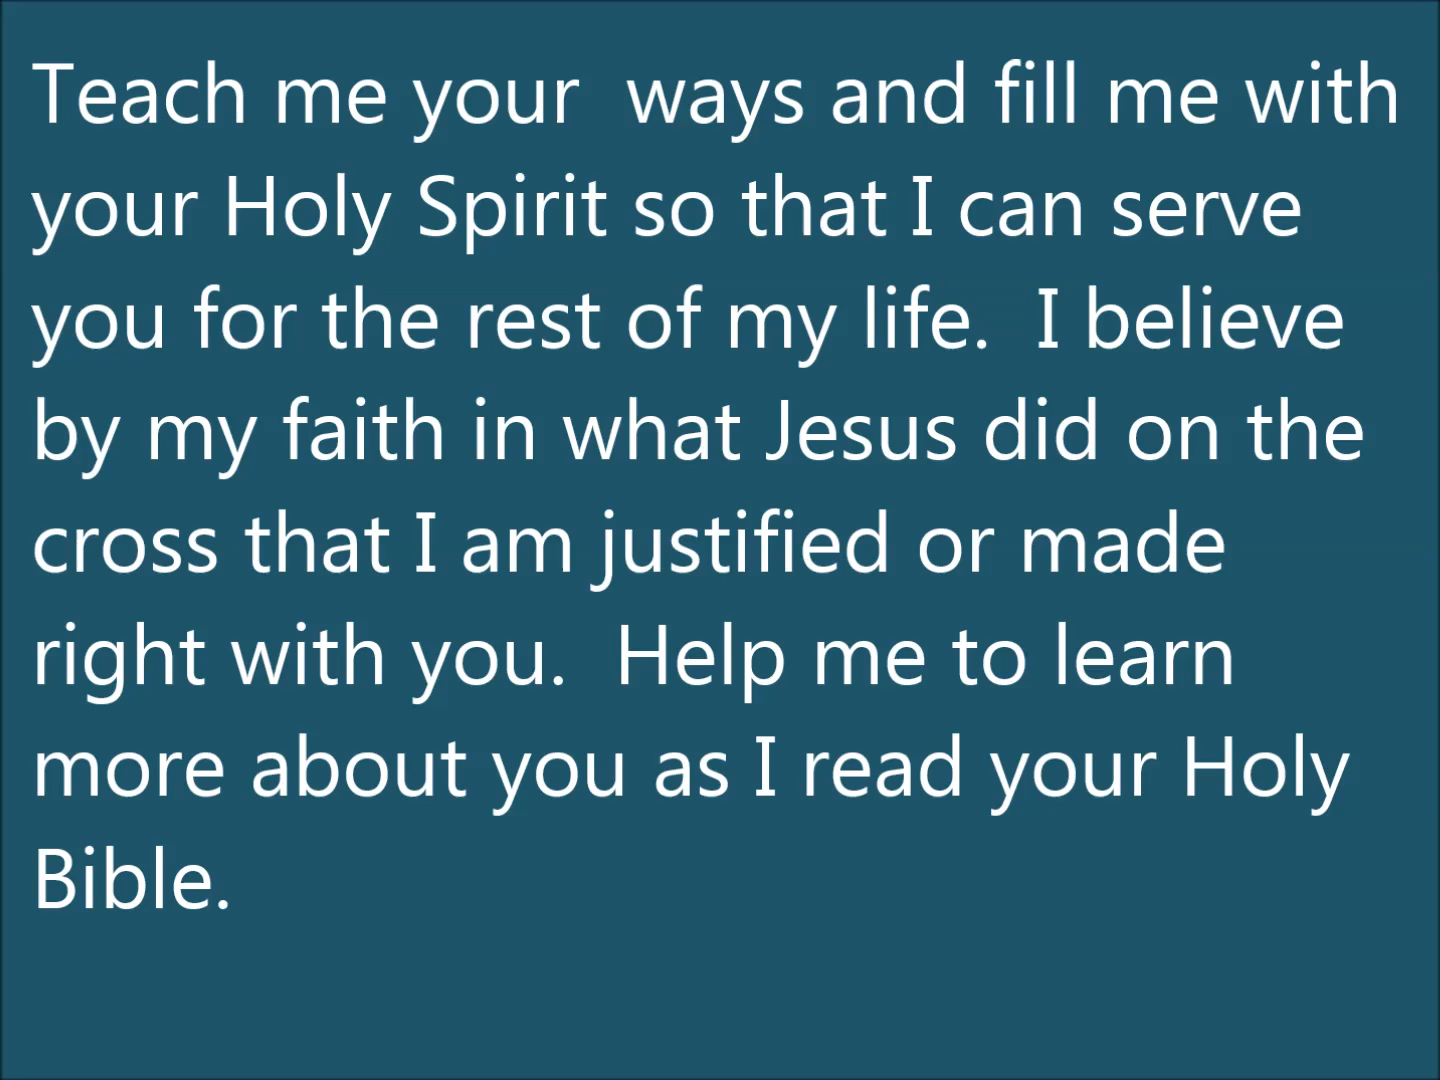 Teach me your  ways and fill me with
your Holy Spirit so that I can serve
you for the rest of my life.  I believe
by my faith in what Jesus did on the
cross that I am justified or made
right with you.  Help me to learn
more about you as I read your Holy
Bible.